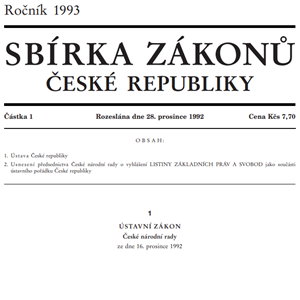 Ročník 1993
SBÍRKA ZÁKONŮ
ČESKÉ REPUBLIKY
Částka 1 Rozeslána dne 28. prosince 1992 Cena Kčs 7,70
OBSAH:
1. Ústava České republiky
2. Usnesení předsednictva České národní rady o vyhlášení LISTINY ZÁKLADNÍCH PRÁV A SVOBOD jako součásti
ústavního pořádku České republiky
1
ÚSTAVNÍ ZÁKON
České národní rady
ze dne 16. prosince 1992